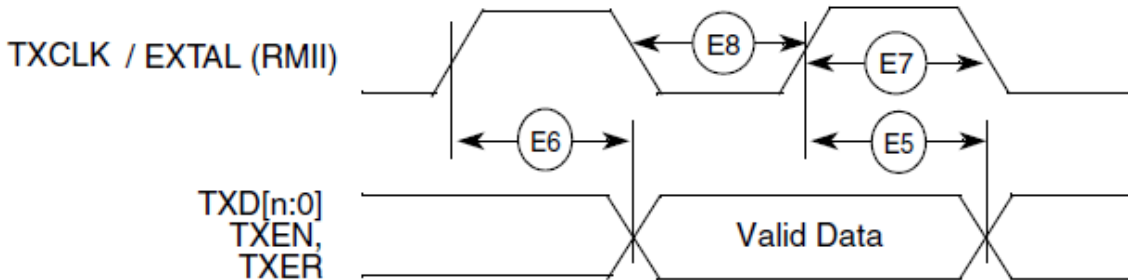 TXCLK / EXTAL (RMII)
E8
E7
E6
E5
TXD[n:0]
TXEN,
TXER
Valid Data